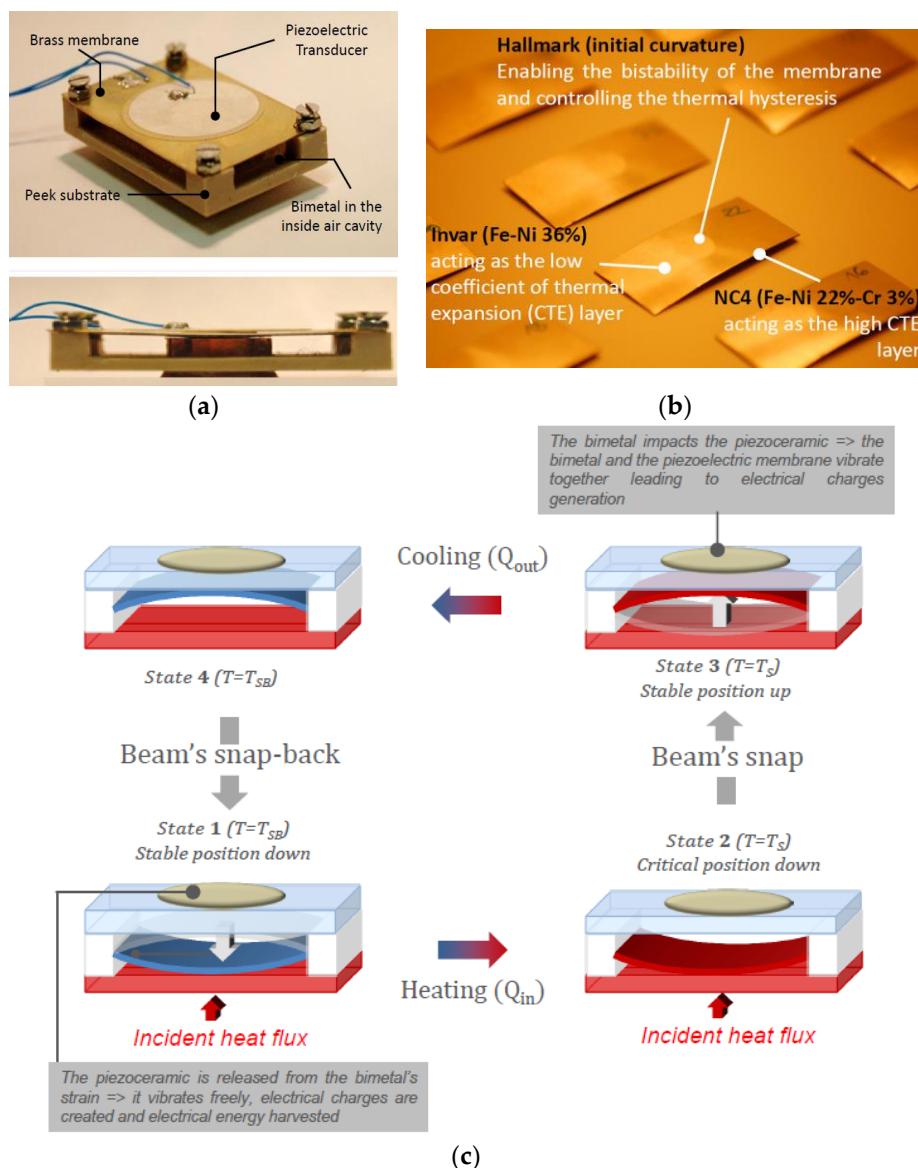 Brass membrane
Piezoelectric
Transducer
Peek substrate
Bimetal in the
inside air cavity
(a)
Hallmark (initial curvature)
Enabling the bistability of the membrane
and controlling the thermal hysteresis
22
N6
Invar (Fe-Ni 36%)
acting as the low
coefficient of thermal
expansion (CTE) layer
NC4 (Fe-Ni 22%-Cr 3%)
acting as the high CTE
layer
(b)
The bimetal impacts the piezoceramic => the
bimetal and the piezoelectric membrane vibrate
together leading to electrical charges
generation
Cooling (Qout)
State 4 (T=TSB)
State 3 (T=TS)
Stable position up
Beam's snap-back
Beam's snap
State 1 (T=TSB)
Stable position down
State 2 (T=TS)
Critical position down
Heating (Qin)
Incident heat flux
Incident heat flux
The piezoceramic is released from the bimetal's
strain => it vibrates freely, electrical charges are
created and electrical energy harvested
(c)